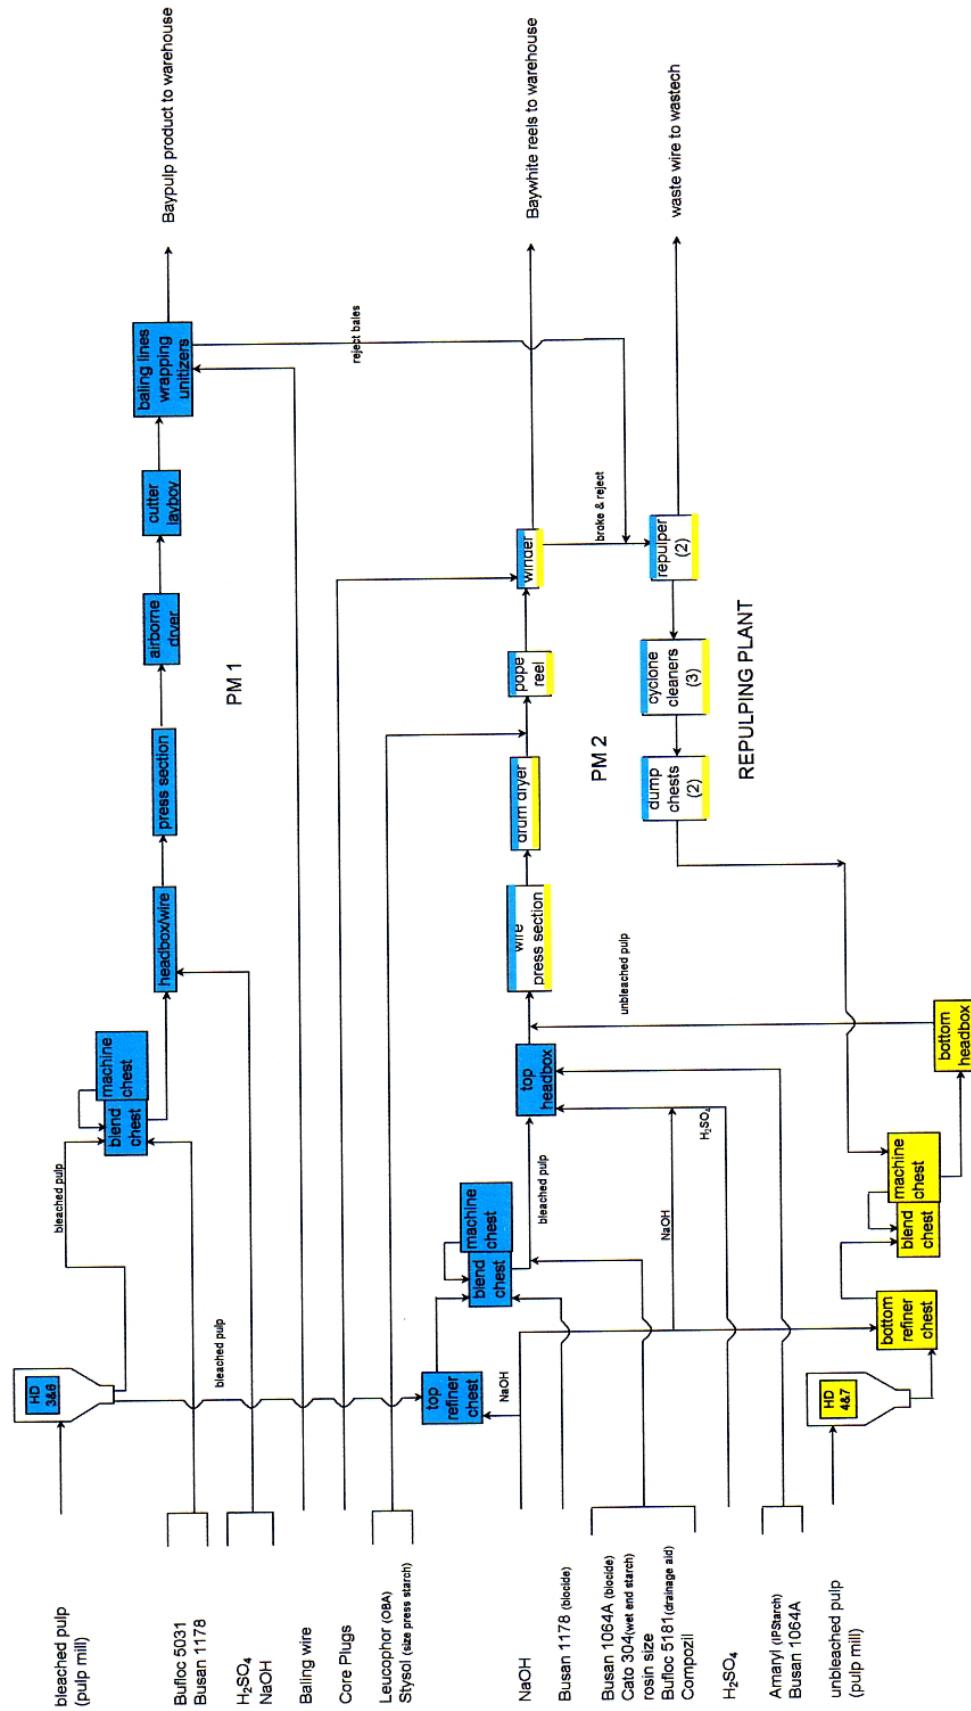 bleached pulp
(pulp mill)
Bufloc 5031
Busan 1178
H₂SO₄
NaOH
Baling wire
Core Plugs
Leucophor (OBA)
Stysol (size press starch)
NaOH
Busan 1178 (biocide)
Busan 1064A (biocide)
Cato 304(wet end starch)
rosin size
Bufloc 5181(drainage aid)
Compozil
H₂SO₄
Amaryl (IPStarch)
Busan 1064A
unbleached pulp
(pulp mill)
HD
3&6
bleached pulp
bleached pulp
blend
chest
machine
chest
headbox/wire
press section
airborne
dryer
cutter
layboy
baling lines
wrapping
unitizers
Baypulp product to warehouse
PM 1
reject bales
top
refiner
chest
NaOH
blend
chest
machine
chest
bleached pulp
NaOH
H₂SO₄
top
headbox
unbleached pulp
wire
press section
drum dryer
pope
reel
winder
Baywhite reels to warehouse
PM 2
broke & reject
repulper
(2)
waste wire to wastech
cyclone
cleaners
(3)
dump
chests
(2)
REPULPING PLANT
HD
4&7
bottom
refiner
chest
blend
chest
machine
chest
bottom
headbox